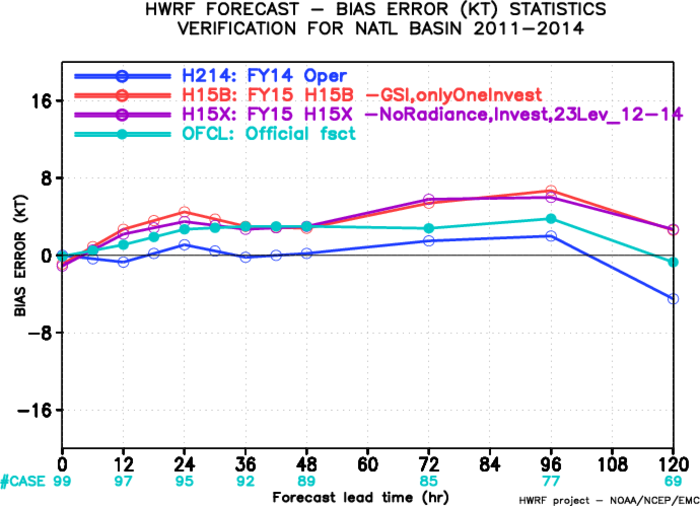 HWRF FORECAST - BIAS ERROR (KT) STATISTICS
VERIFICATION FOR NATL BASIN 2011-2014
H214: FY14 Oper
H15B: FY15 H15B -GSI,onlyOneInvest
H15X: FY15 H15X -NoRadiance,Invest,23Lev_12-14
OFCL: Official fsct
BIAS ERROR (KT)
16
8
0
-8
-16
0 12 24 36 48 60 72 84 96 108 120
#CASE 99 97 95 92 89 85 77 69
Forecast lead time (hr)
HWRF project - NOAA/NCEP/EMC